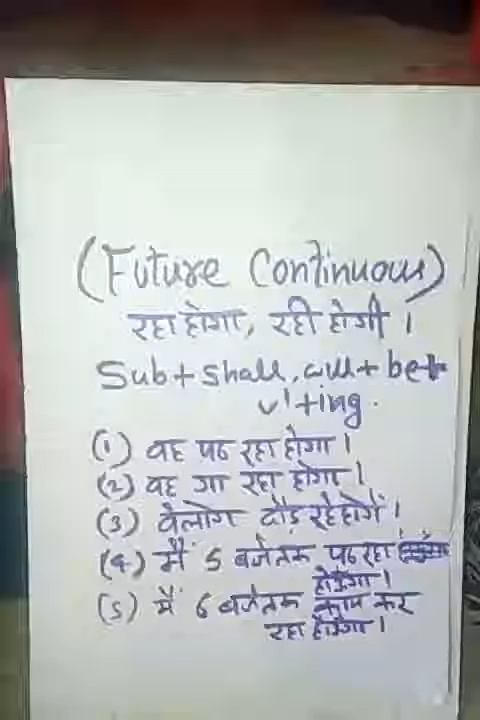 (Future Continuous)
रहा होगा, रही होगी ।
Sub + shall, will + be +
v¹ + ing.
(1) वह पढ रहा होगा ।
(2) वह गा रहा होगा ।
(3) वेलोग दौड़ रहे होगें ।
(4) मैं 5 बजेतक पढ रहा
होऊँगा ।
(5) मैं 6 बजेतक काम कर
रहा होऊँगा ।